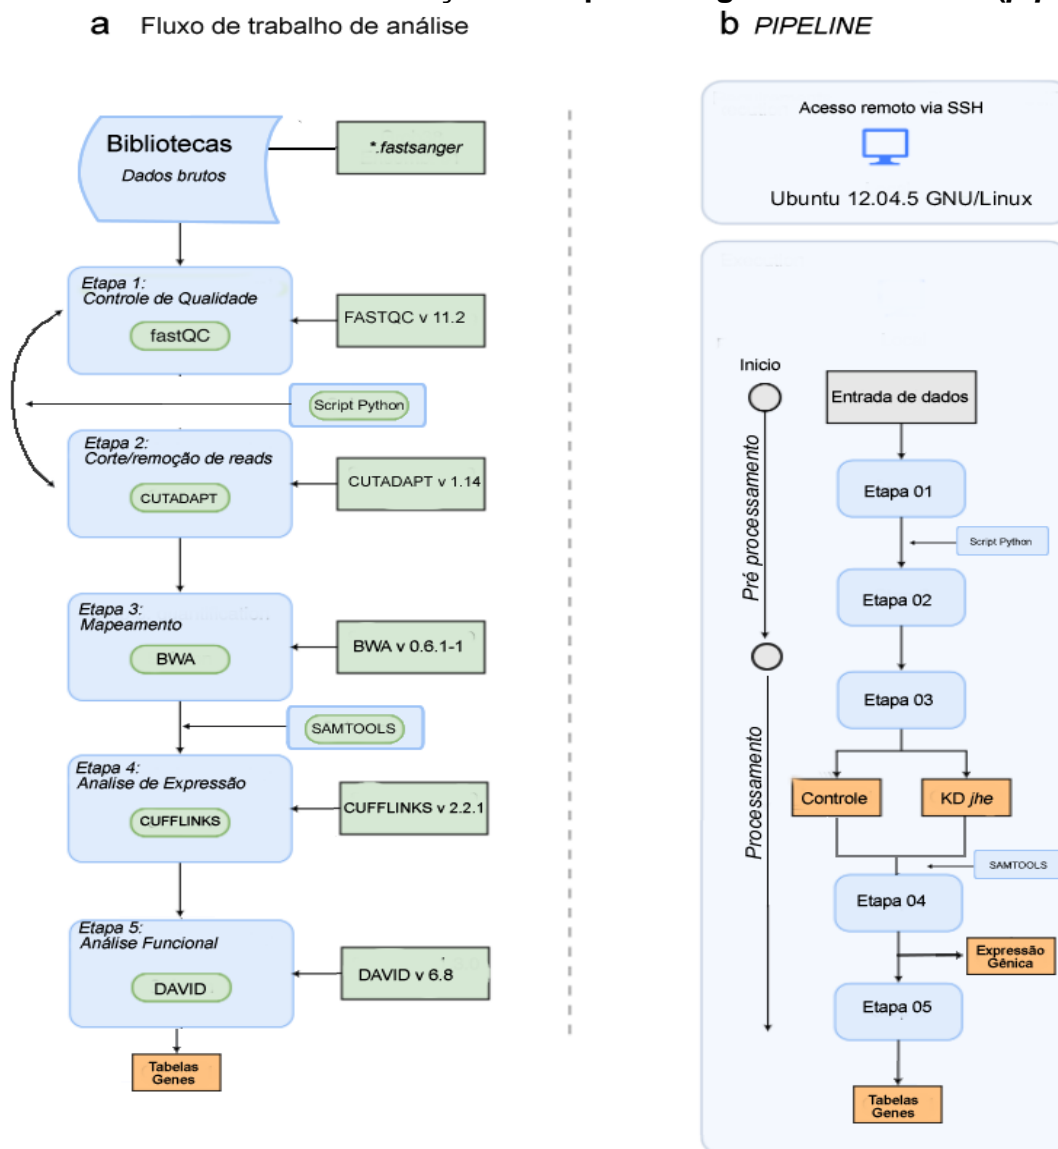 a Fluxo de trabalho de análise
Bibliotecas
Dados brutos
*.fastsanger
Etapa 1:
Controle de Qualidade
fastQC
FASTQC v 11.2
Script Python
Etapa 2:
Corte/remoção de reads
CUTADAPT
CUTADAPT v 1.14
Etapa 3:
Mapeamento
BWA
BWA v 0.6.1-1
SAMTOOLS
Etapa 4:
Analise de Expressão
CUFFLINKS
CUFFLINKS v 2.2.1
Etapa 5:
Análise Funcional
DAVID
DAVID v 6.8
Tabelas
Genes
b PIPELINE
Acesso remoto via SSH
Ubuntu 12.04.5 GNU/Linux
Inicio
Entrada de dados
Pré processamento
Etapa 01
Script Python
Etapa 02
Etapa 03
Processamento
Controle
KD jhe
SAMTOOLS
Etapa 04
Expressão
Gênica
Etapa 05
Tabelas
Genes